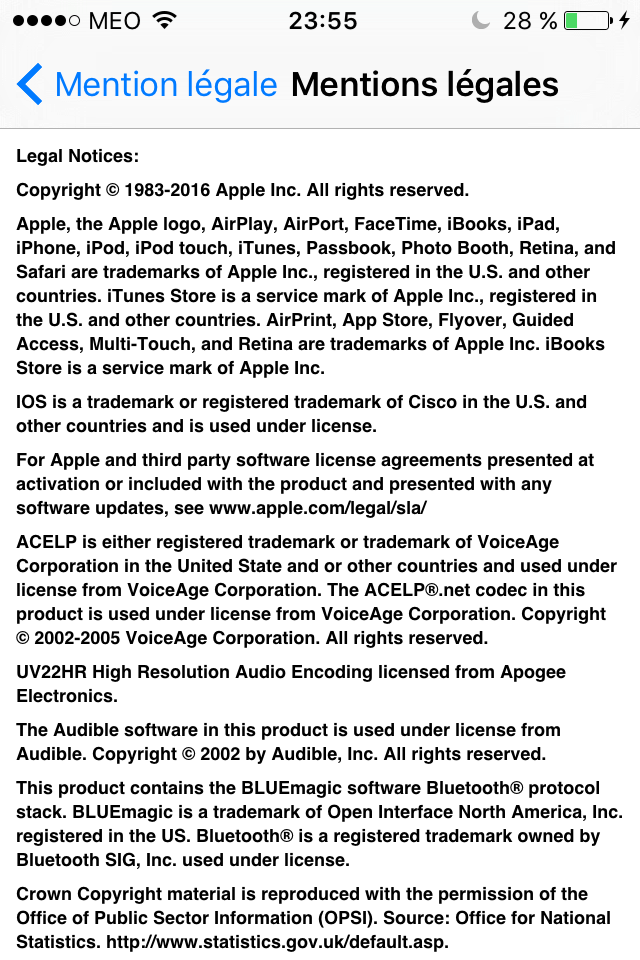 MEO 23:55 28 %
Mention légale Mentions légales
Legal Notices:
Copyright © 1983-2016 Apple Inc. All rights reserved.
Apple, the Apple logo, AirPlay, AirPort, FaceTime, iBooks, iPad,
iPhone, iPod, iPod touch, iTunes, Passbook, Photo Booth, Retina, and
Safari are trademarks of Apple Inc., registered in the U.S. and other
countries. iTunes Store is a service mark of Apple Inc., registered in
the U.S. and other countries. AirPrint, App Store, Flyover, Guided
Access, Multi-Touch, and Retina are trademarks of Apple Inc. iBooks
Store is a service mark of Apple Inc.
IOS is a trademark or registered trademark of Cisco in the U.S. and
other countries and is used under license.
For Apple and third party software license agreements presented at
activation or included with the product and presented with any
software updates, see www.apple.com/legal/sla/
ACELP is either registered trademark or trademark of VoiceAge
Corporation in the United State and or other countries and used under
license from VoiceAge Corporation. The ACELP®.net codec in this
product is used under license from VoiceAge Corporation. Copyright
© 2002-2005 VoiceAge Corporation. All rights reserved.
UV22HR High Resolution Audio Encoding licensed from Apogee
Electronics.
The Audible software in this product is used under license from
Audible. Copyright © 2002 by Audible, Inc. All rights reserved.
This product contains the BLUEmagic software Bluetooth® protocol
stack. BLUEmagic is a trademark of Open Interface North America, Inc.
registered in the US. Bluetooth® is a registered trademark owned by
Bluetooth SIG, Inc. used under license.
Crown Copyright material is reproduced with the permission of the
Office of Public Sector Information (OPSI). Source: Office for National
Statistics. http://www.statistics.gov.uk/default.asp.